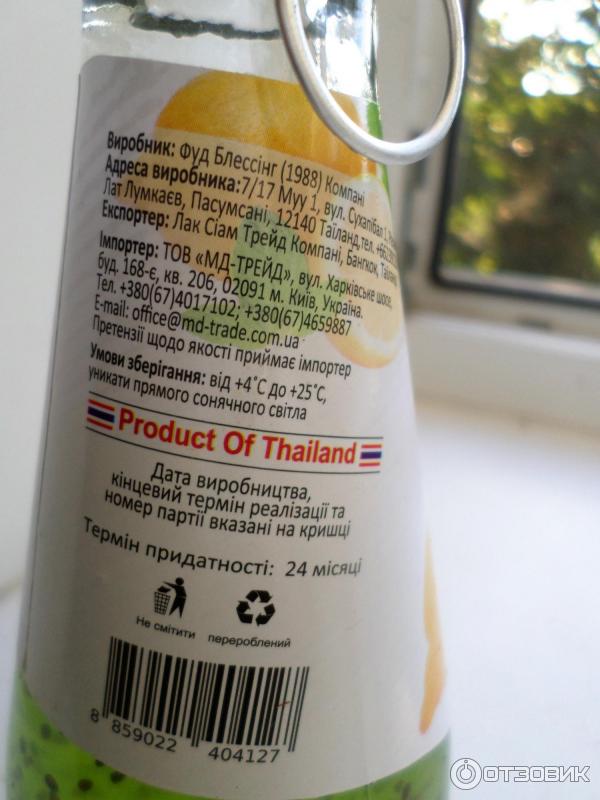 Виробник: Фуд Блессінг (1988) Компані
Адреса виробника:7/17 Муу 1, вул. Сухапібал 1,
Лат Лумкаєв, Пасумсані, 12140 Таїланд,тел.
Експортер: Лак Сіам Трейд Компані, Бангкок,
Імпортер: ТОВ «МД-ТРЕЙД», вул. Харківське шосе,
буд. 168-є, кв. 206, 02091 м. Київ, Україна.
Тел. +380(67)4017102; +380(67)4659887
E-mail: office@md-trade.com.ua
Претензії щодо якості приймає імпортер
Умови зберігання: від +4˚С до +25˚С,
уникати прямого сонячного світла
Product Of Thailand
Дата виробництва,
кінцевий термін реалізації та
номер партії вказані на кришці
Термін придатності: 24 місяці
Не смітити перероблений
8 859022 404127
ОТЗОВИК